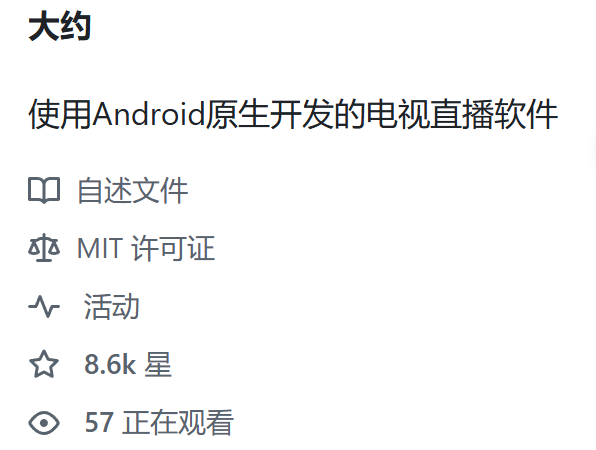 大约
使用Android原生开发的电视直播软件
自述文件
MIT 许可证
活动
8.6k 星
57 正在观看